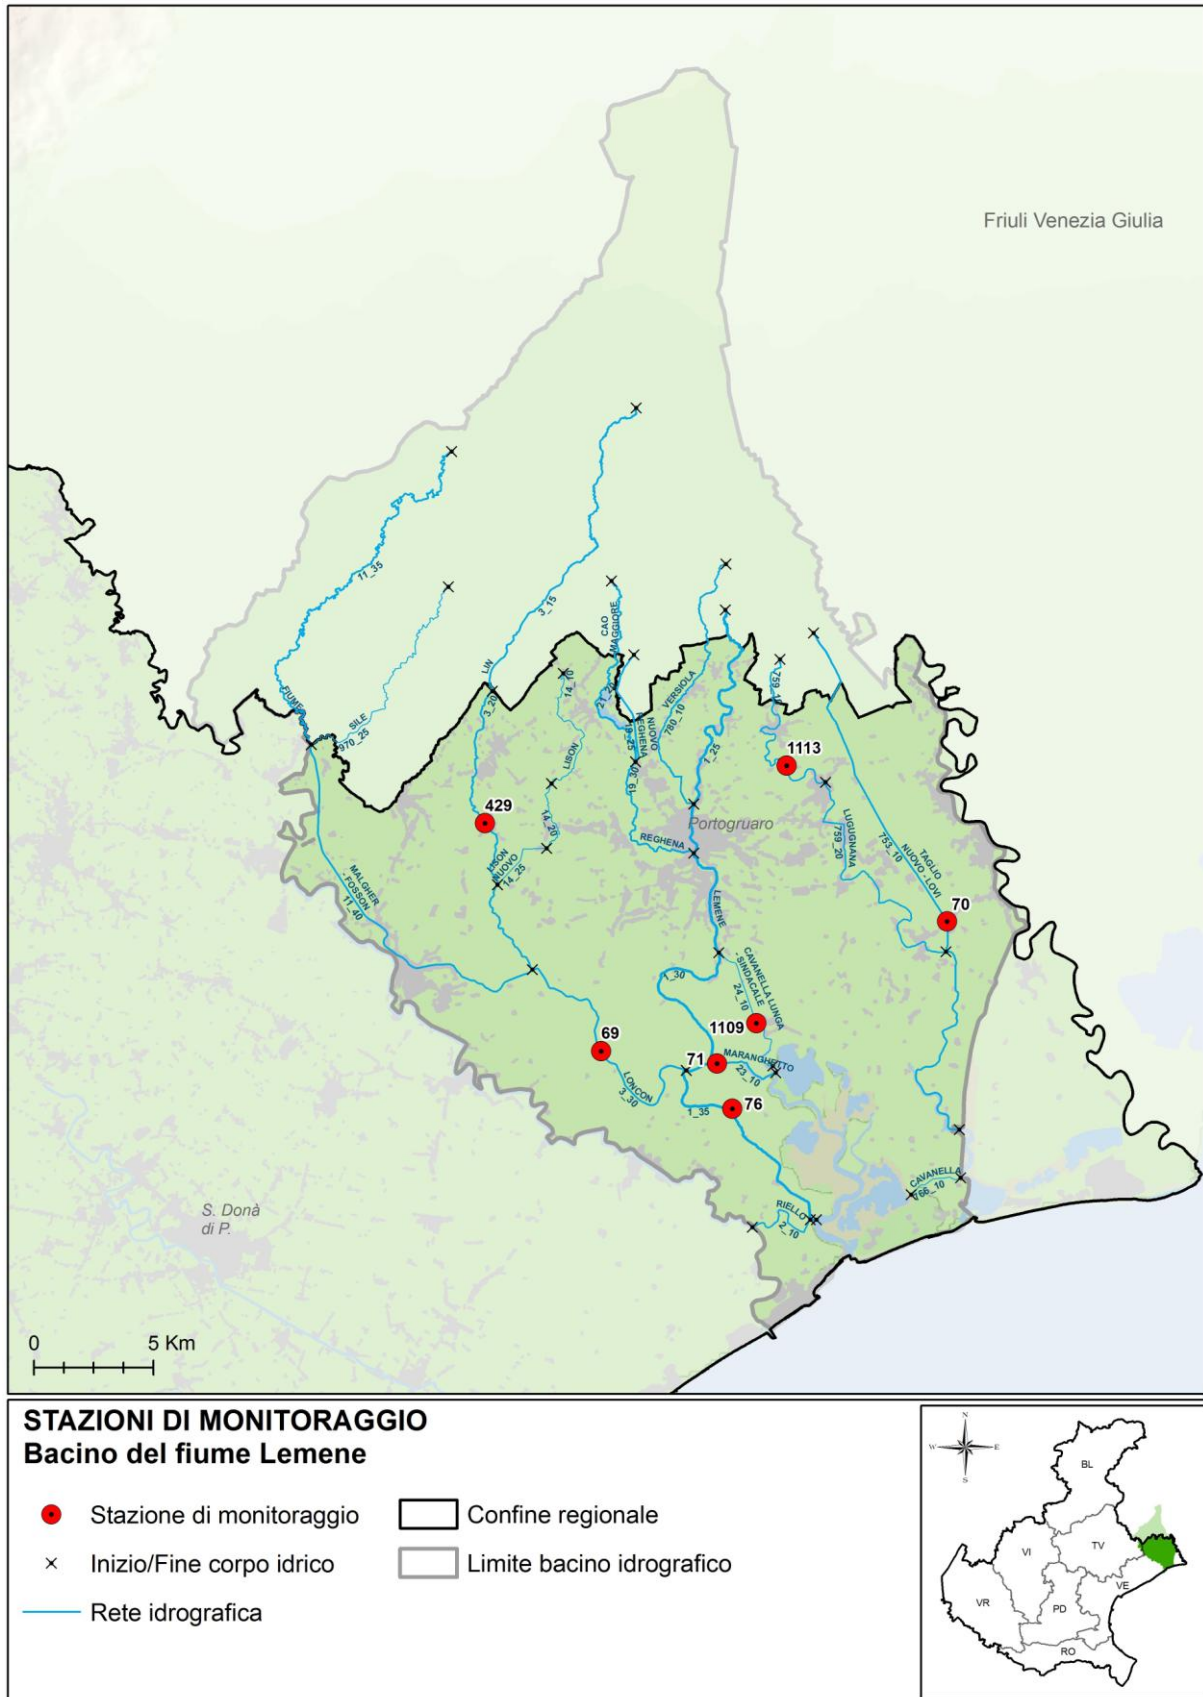 Friuli Venezia Giulia
11_35
3_15
CAO
MAGGIORE
LIN
3_20
14_10
21_20
VERSIOLA
780_10
759_10
FIUME
SILE
970_25
LISON
NUOVO
REGHENA
19_30
1_25
1113
429
14_20
Portogruaro
REGHENA
LUGUGNANA
759_20
TAGLIO
NUOVO - LOVI
753_10
LISON
NUOVO
14_25
MALGHER
- FOSSON
11_40
LEMENE
70
1_30
CAVANELLA LUNGA
- SINDACALE
24_10
1109
69
71
MARANGHETTO
23_10
LONCON
3_30
1_35
76
CAVANELLA
766_10
RIELLO
2_10
S. Donà
di P.
0 5 Km
STAZIONI DI MONITORAGGIO
Bacino del fiume Lemene
Stazione di monitoraggio
Confine regionale
Inizio/Fine corpo idrico
Limite bacino idrografico
Rete idrografica
N
W E
S
BL
VI
TV
VE
VR
PD
RO